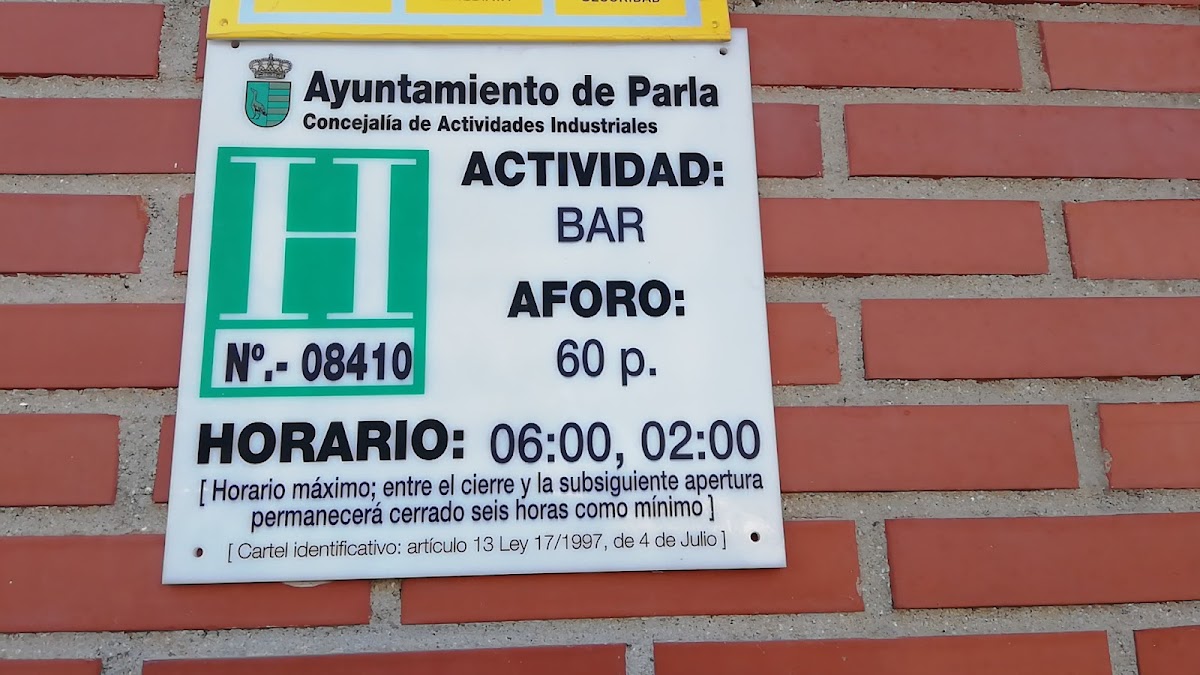 SEGURIDAD
Ayuntamiento de Parla
Concejalía de Actividades Industriales
H
Nº.- 08410
ACTIVIDAD:
BAR
AFORO:
60 p.
HORARIO: 06:00, 02:00
[ Horario máximo; entre el cierre y la subsiguiente apertura
permanecerá cerrado seis horas como mínimo ]
[ Cartel identificativo: artículo 13 Ley 17/1997, de 4 de Julio ]